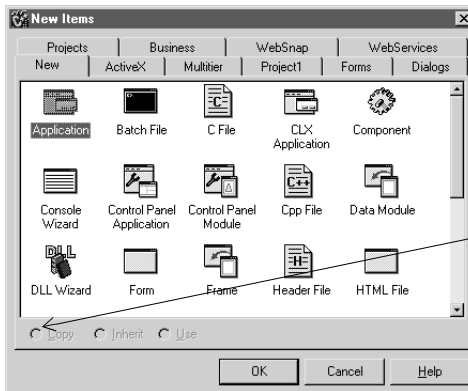 New Items
Projects Business WebSnap WebServices
New ActiveX Multitier Project1 Forms Dialogs
Application Batch File C File CLX Application Component
Console Wizard Control Panel Application Control Panel Module Cpp File Data Module
DLL Wizard Form Frame Header File HTML File
Copy Inherit Use
OK Cancel Help